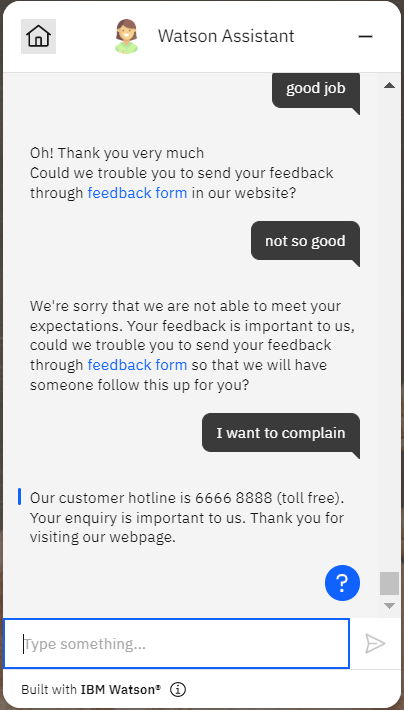 Watson Assistant
good job
Oh! Thank you very much
Could we trouble you to send your feedback
through feedback form in our website?
not so good
We're sorry that we are not able to meet your
expectations. Your feedback is important to us,
could we trouble you to send your feedback
through feedback form so that we will have
someone follow this up for you?
I want to complain
Our customer hotline is 6666 8888 (toll free).
Your enquiry is important to us. Thank you for
visiting our webpage.
?
Type something...
Built with IBM Watson®